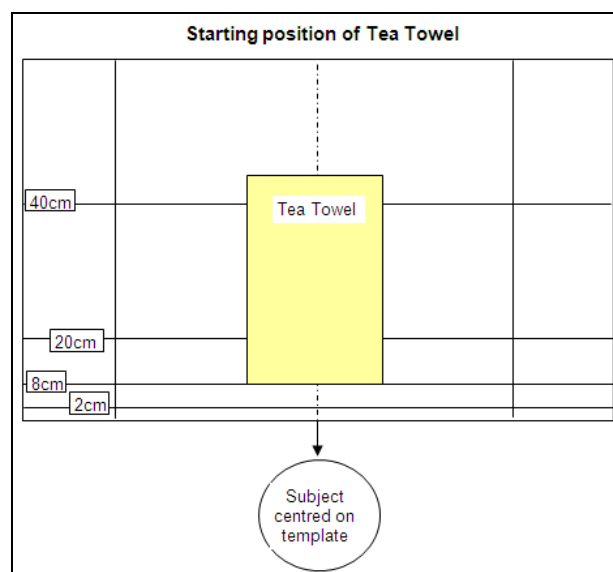 Starting position of Tea Towel
40cm
Tea Towel
20cm
8cm
2cm
Subject
centred on
template